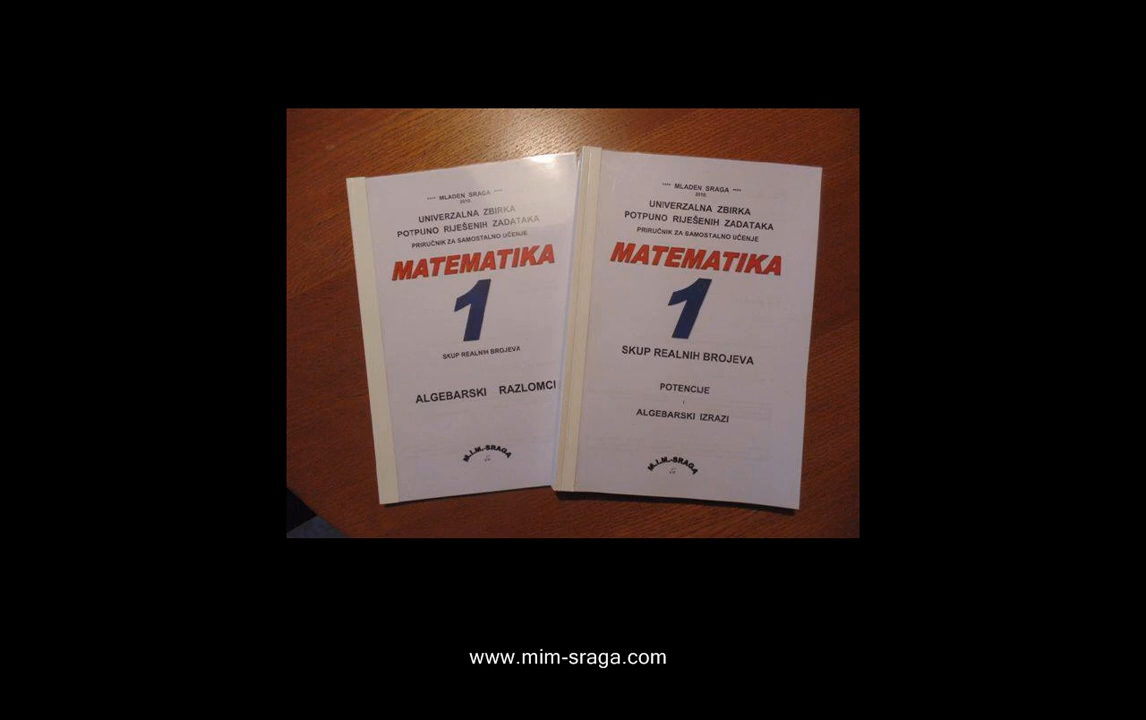 **** MLADEN SRAGA ****
2010.
UNIVERZALNA ZBIRKA
POTPUNO RIJEŠENIH ZADATAKA
PRIRUČNIK ZA SAMOSTALNO UČENJE
MATEMATIKA
1
SKUP REALNIH BROJEVA
ALGEBARSKI RAZLOMCI
M.I.M.-SRAGA
**** MLADEN SRAGA ****
2010.
UNIVERZALNA ZBIRKA
POTPUNO RIJEŠENIH ZADATAKA
PRIRUČNIK ZA SAMOSTALNO UČENJE
MATEMATIKA
1
SKUP REALNIH BROJEVA
POTENCIJE
I
ALGEBARSKI IZRAZI
M.I.M.-SRAGA
www.mim-sraga.com